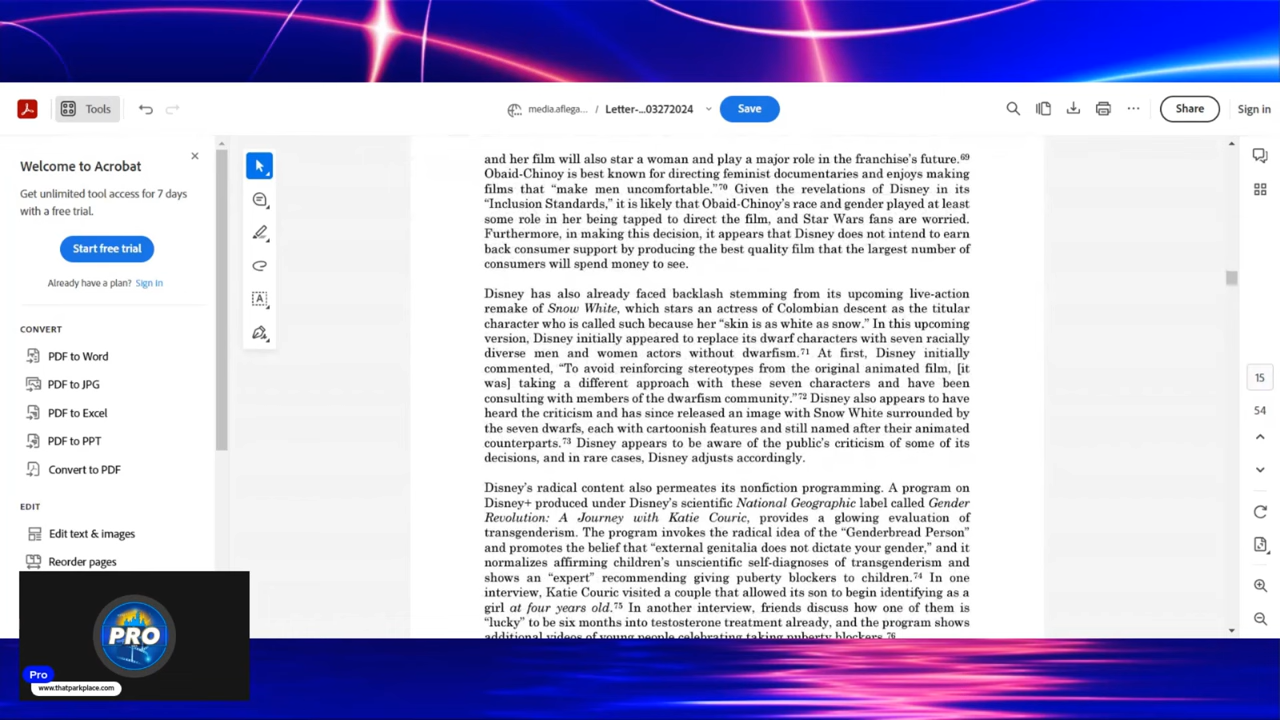 Tools
media.aflega... / Letter-...03272024
Save
Share
Sign in
Welcome to Acrobat
Get unlimited tool access for 7 days
with a free trial.
Start free trial
Already have a plan? Sign in
CONVERT
PDF to Word
PDF to JPG
PDF to Excel
PDF to PPT
Convert to PDF
EDIT
Edit text & images
Reorder pages
and her film will also star a woman and play a major role in the franchise's future.69
Obaid-Chinoy is best known for directing feminist documentaries and enjoys making
films that “make men uncomfortable.”70 Given the revelations of Disney in its
“Inclusion Standards,” it is likely that Obaid-Chinoy's race and gender played at least
some role in her being tapped to direct the film, and Star Wars fans are worried.
Furthermore, in making this decision, it appears that Disney does not intend to earn
back consumer support by producing the best quality film that the largest number of
consumers will spend money to see.
Disney has also already faced backlash stemming from its upcoming live-action
remake of Snow White, which stars an actress of Colombian descent as the titular
character who is called such because her “skin is as white as snow.” In this upcoming
version, Disney initially appeared to replace its dwarf characters with seven racially
diverse men and women actors without dwarfism.71 At first, Disney initially
commented, “To avoid reinforcing stereotypes from the original animated film, [it
was] taking a different approach with these seven characters and have been
consulting with members of the dwarfism community.”72 Disney also appears to have
heard the criticism and has since released an image with Snow White surrounded by
the seven dwarfs, each with cartoonish features and still named after their animated
counterparts.73 Disney appears to be aware of the public's criticism of some of its
decisions, and in rare cases, Disney adjusts accordingly.
Disney's radical content also permeates its nonfiction programming. A program on
Disney+ produced under Disney's scientific National Geographic label called Gender
Revolution: A Journey with Katie Couric, provides a glowing evaluation of
transgenderism. The program invokes the radical idea of the “Genderbread Person”
and promotes the belief that “external genitalia does not dictate your gender,” and it
normalizes affirming children's unscientific self-diagnoses of transgenderism and
shows an “expert” recommending giving puberty blockers to children.74 In one
interview, Katie Couric visited a couple that allowed its son to begin identifying as a
girl at four years old.75 In another interview, friends discuss how one of them is
“lucky” to be six months into testosterone treatment already, and the program shows
additional videos of young people celebrating taking puberty blockers.76
15
54
PRO
Pro
www.thatparkplace.com